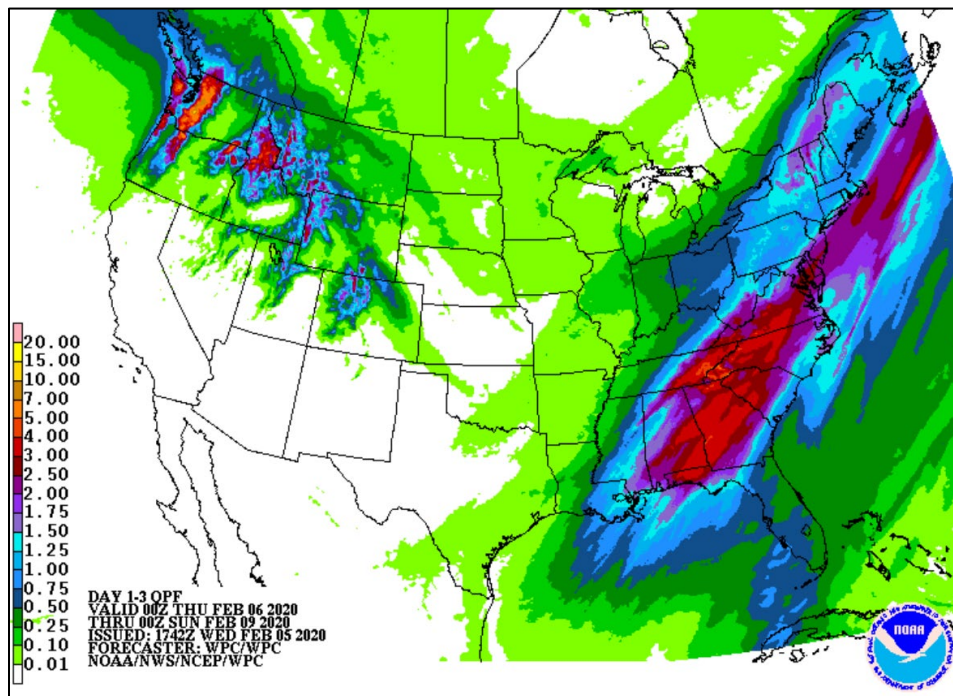 20.00
15.00
10.00
7.00
5.00
4.00
3.00
2.50
2.00
1.75
1.50
1.25
1.00
0.75
0.50
0.25
0.10
0.01
DAY 1-3 QPF
VALID 00Z THU FEB 06 2020
THRU 00Z SUN FEB 09 2020
ISSUED: 1742Z WED FEB 05 2020
FORECASTER: WPC/WPC
NOAA/NWS/NCEP/WPC
NOAA